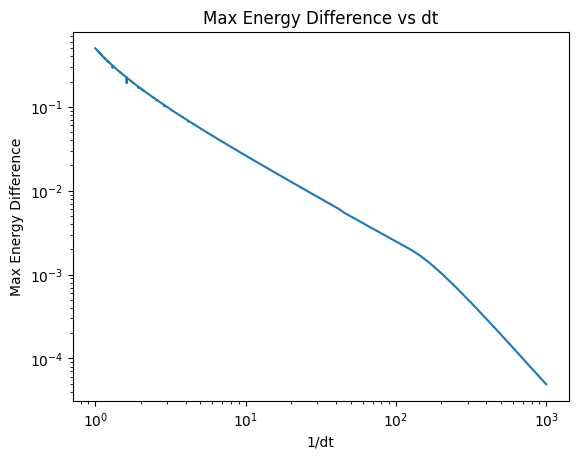 Max Energy Difference vs dt
Max Energy Difference
10⁻¹
10⁻²
10⁻³
10⁻⁴
10⁰
10¹
10²
10³
1/dt